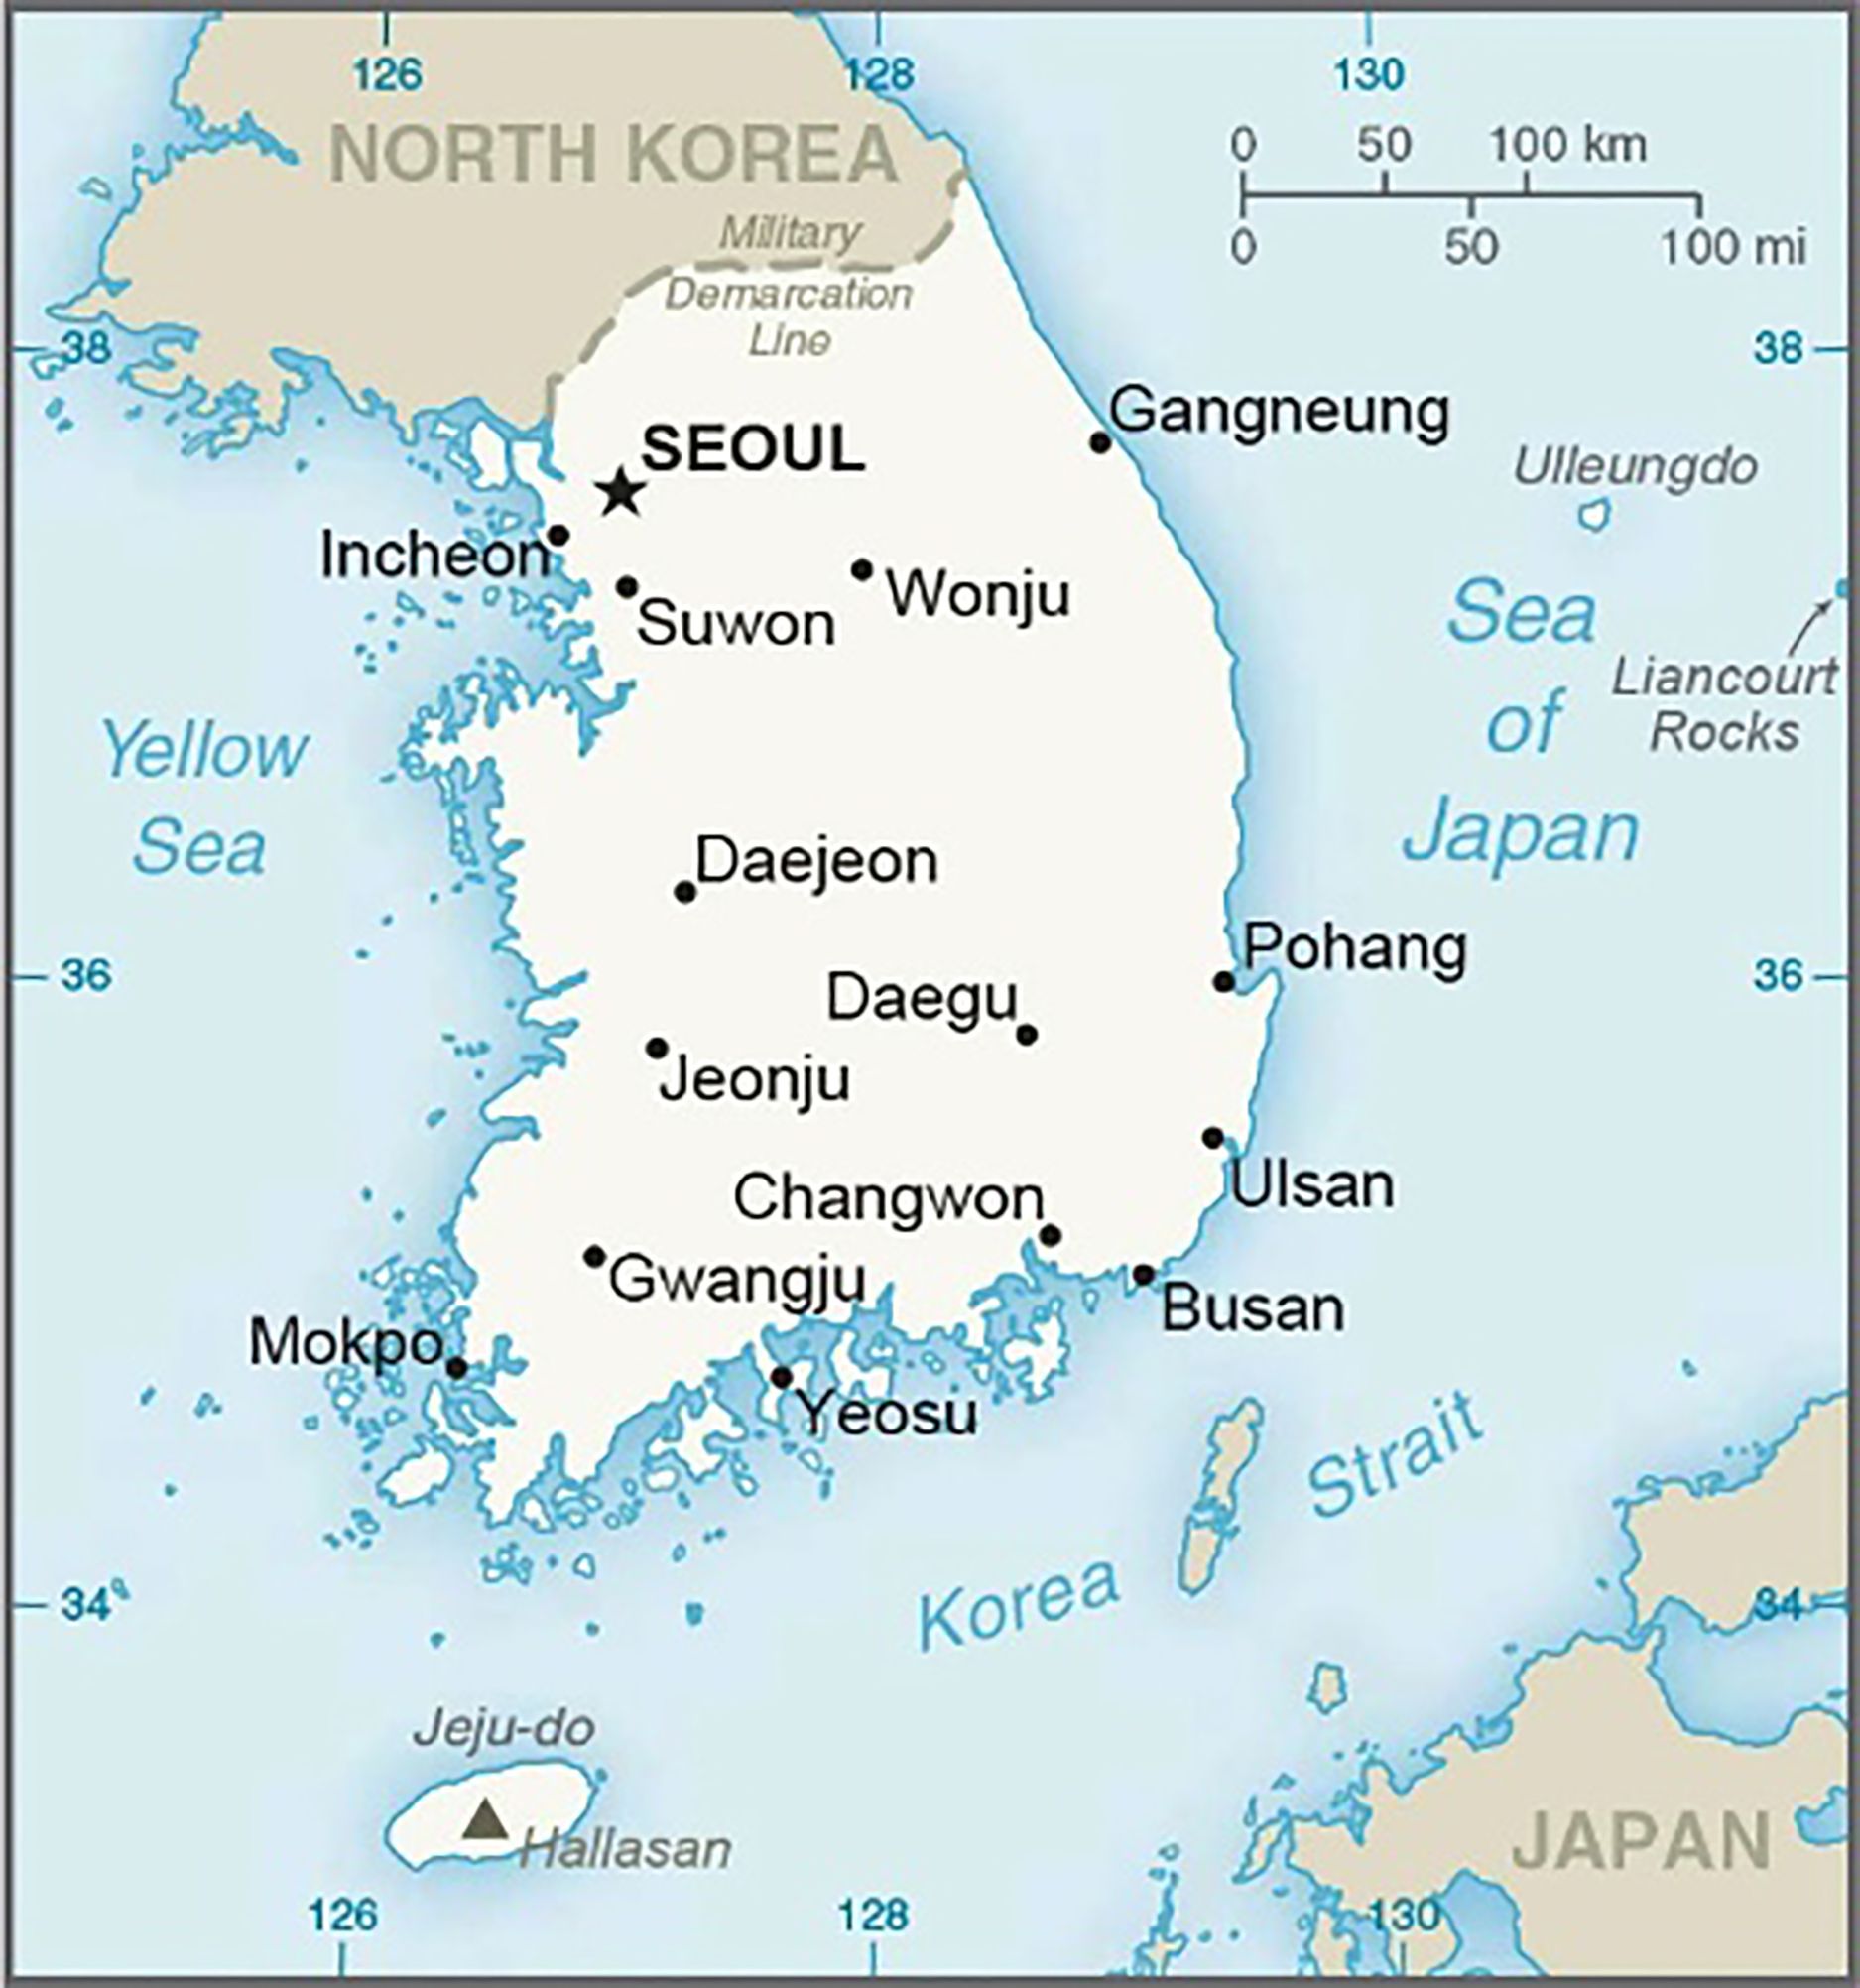 126 128 130
NORTH KOREA
0 50 100 km
0 50 100 mi
Military
Demarcation
Line
38 38
Gangneung
SEOUL
Ulleungdo
Incheon
Wonju
Suwon
Sea
of
Japan
Liancourt
Rocks
Yellow
Sea
Daejeon
Pohang
36 36
Daegu
Jeonju
Ulsan
Changwon
Gwangju
Busan
Mokpo
Yeosu
Korea Strait
34 34
Jeju-do
Hallasan
JAPAN
126 128 130